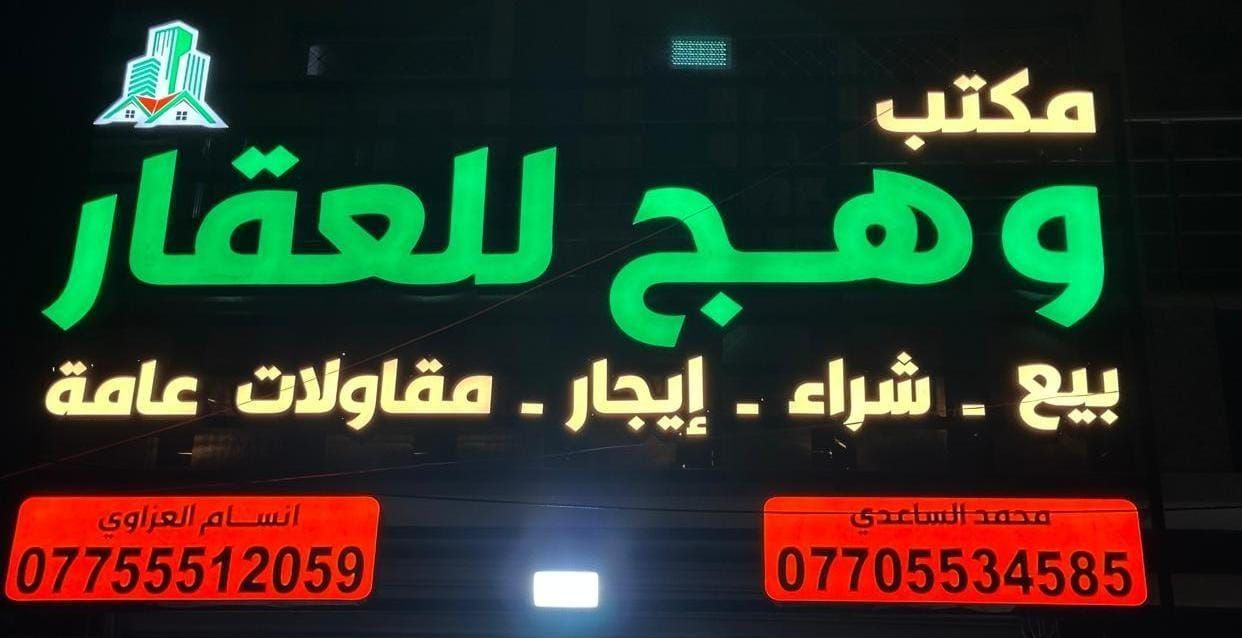 مكتب
وهج للعقار
بيع - شراء - إيجار - مقاولات عامة
محمد الساعدي
07705534585
انسام العزاوي
07755512059